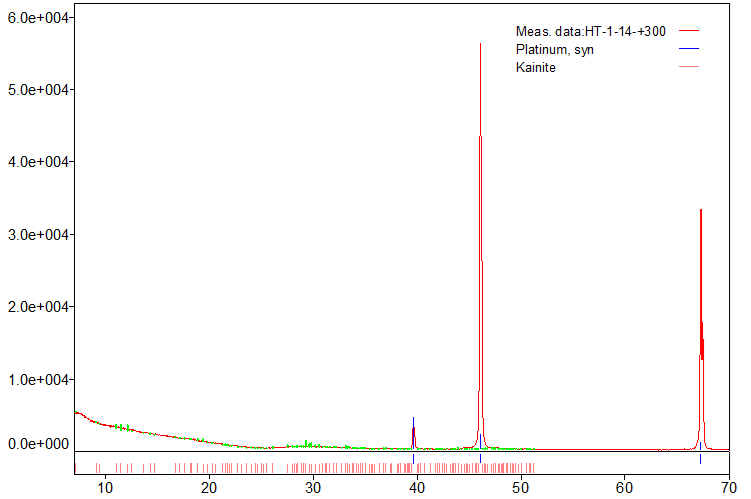 6.0e+004
Meas. data:HT-1-14-+300
Platinum, syn
Kainite
5.0e+004
4.0e+004
3.0e+004
2.0e+004
1.0e+004
0.0e+000
10 20 30 40 50 60 70